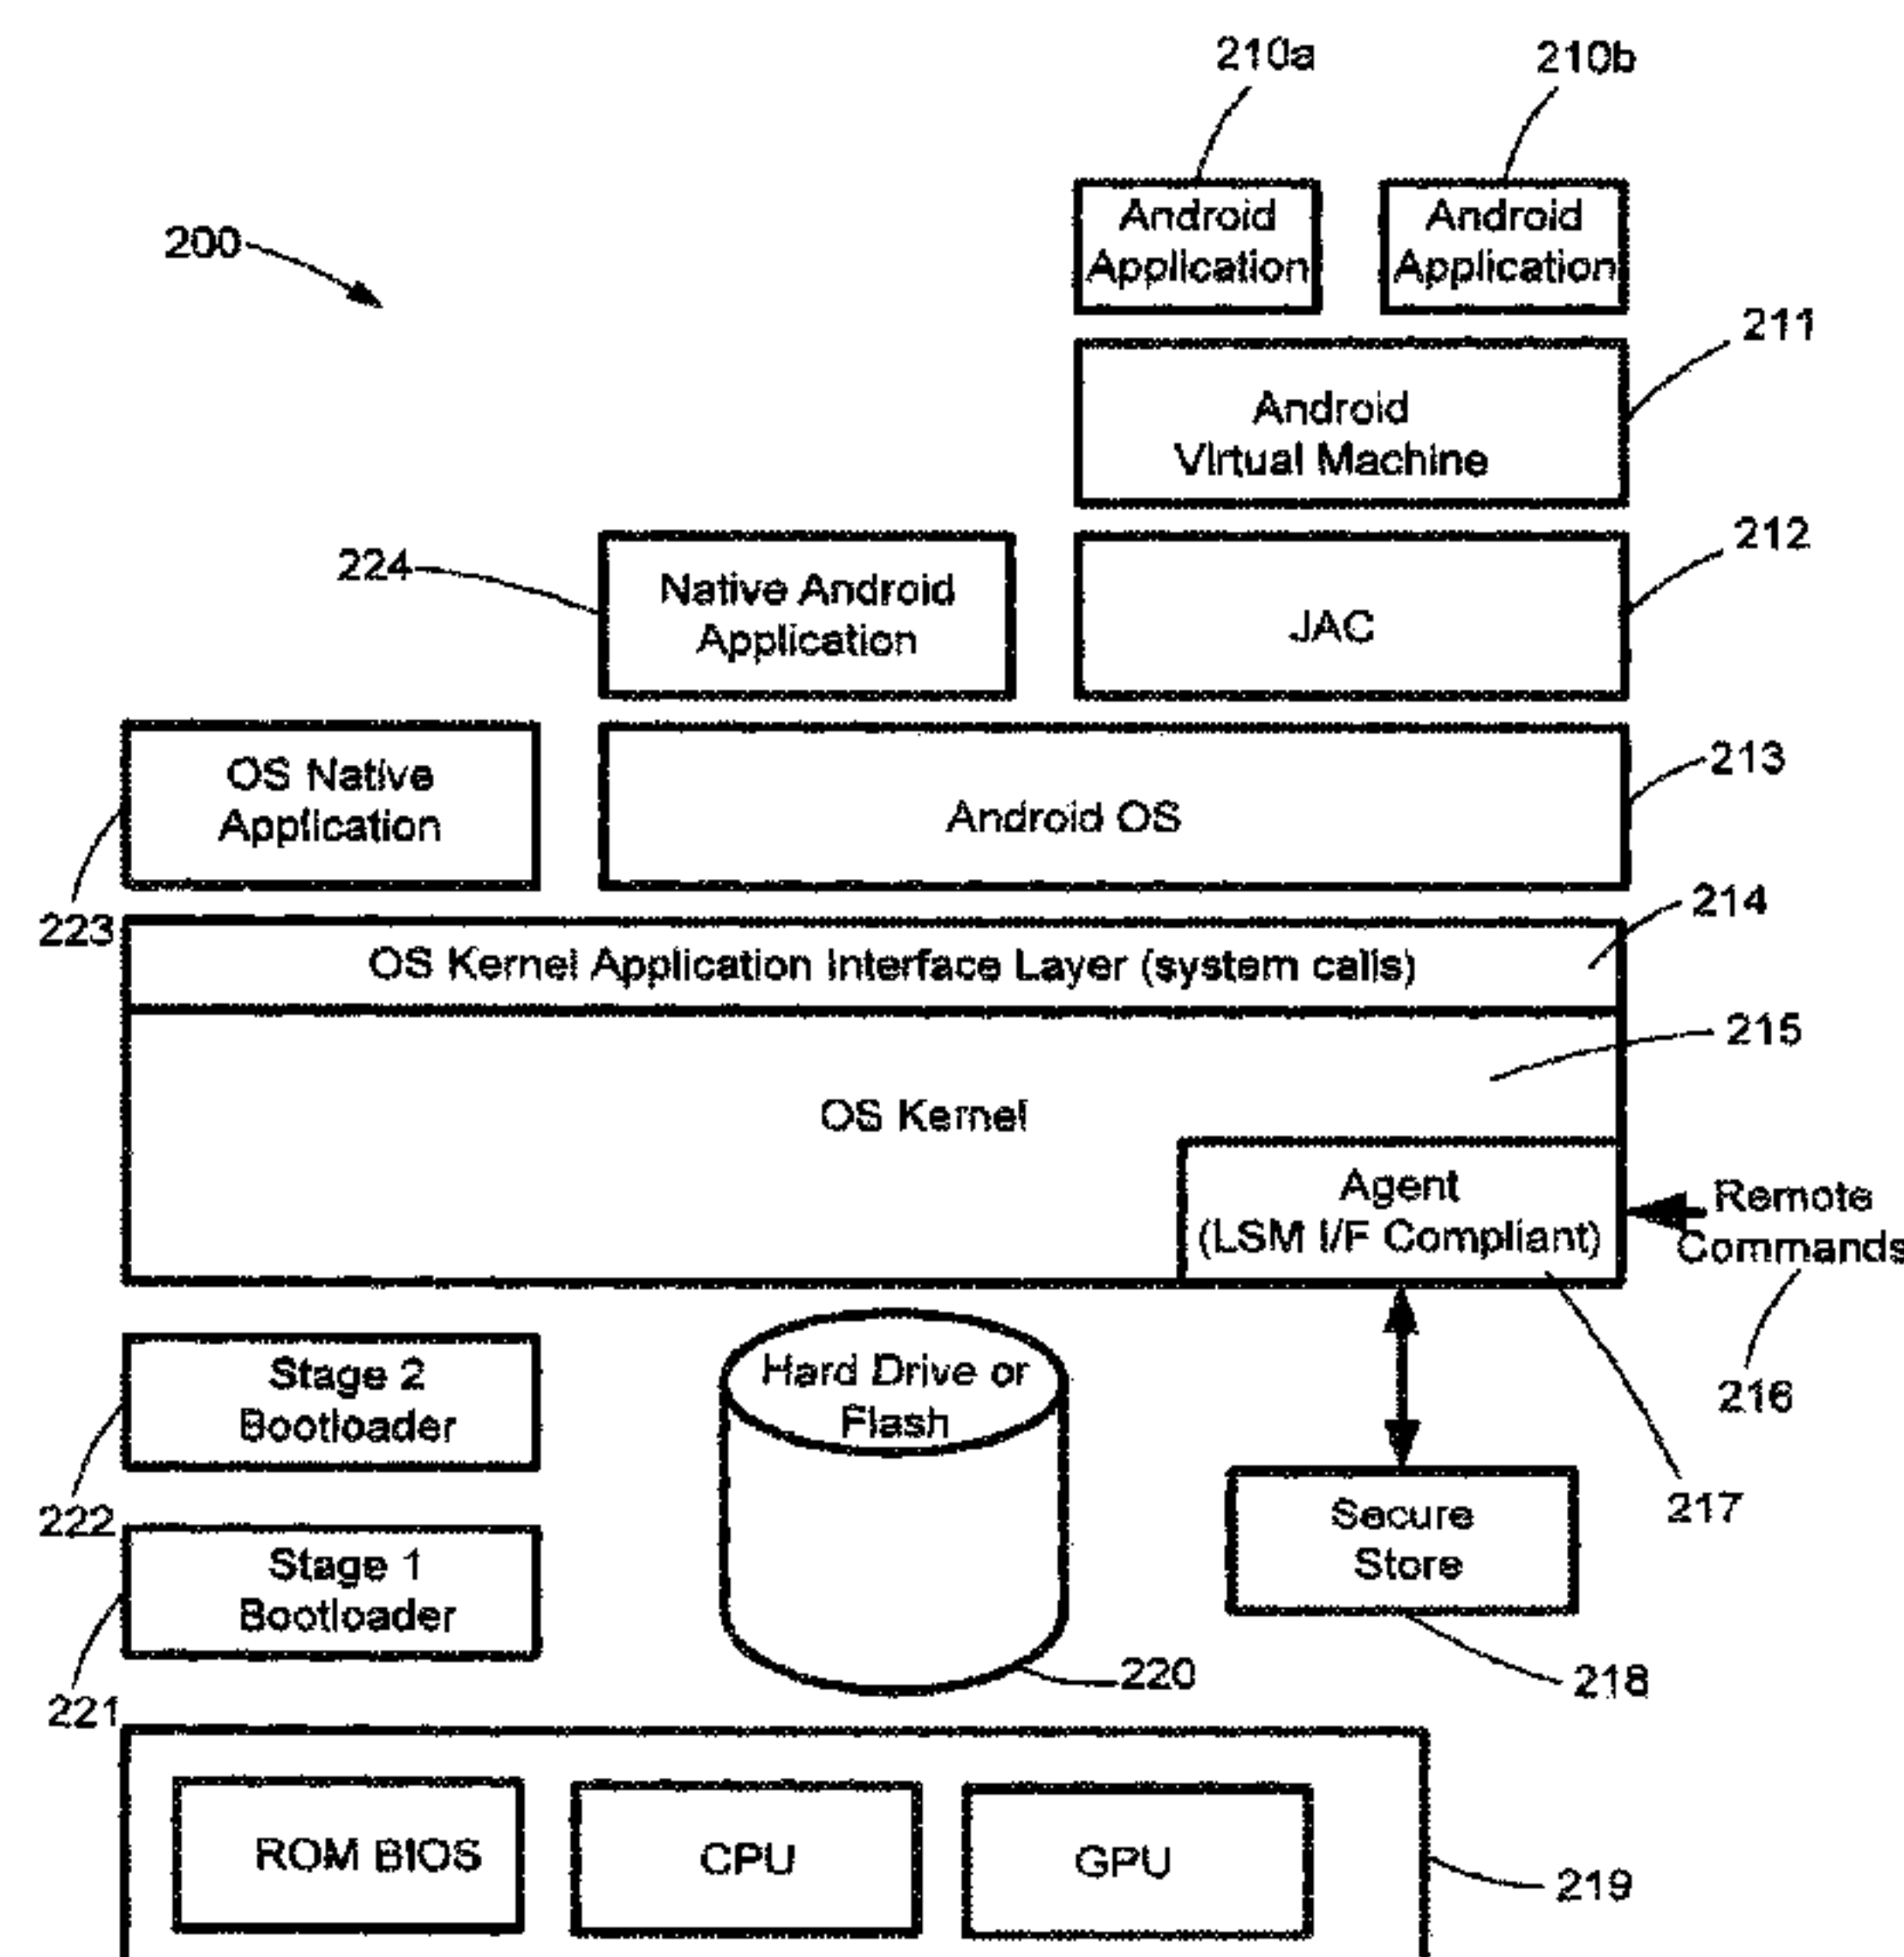 210a
210b
200
Android
Application
Android
Application
211
Android
Virtual Machine
212
224
Native Android
Application
JAC
213
OS Native
Application
Android OS
223
214
OS Kernel Application Interface Layer (system calls)
215
OS Kernel
Agent
(LSM I/F Compliant)
Remote
Commands
216
Stage 2
Bootloader
Hard Drive or
Flash
222
217
Secure
Store
Stage 1
Bootloader
221
220
218
ROM BIOS
CPU
GPU
219